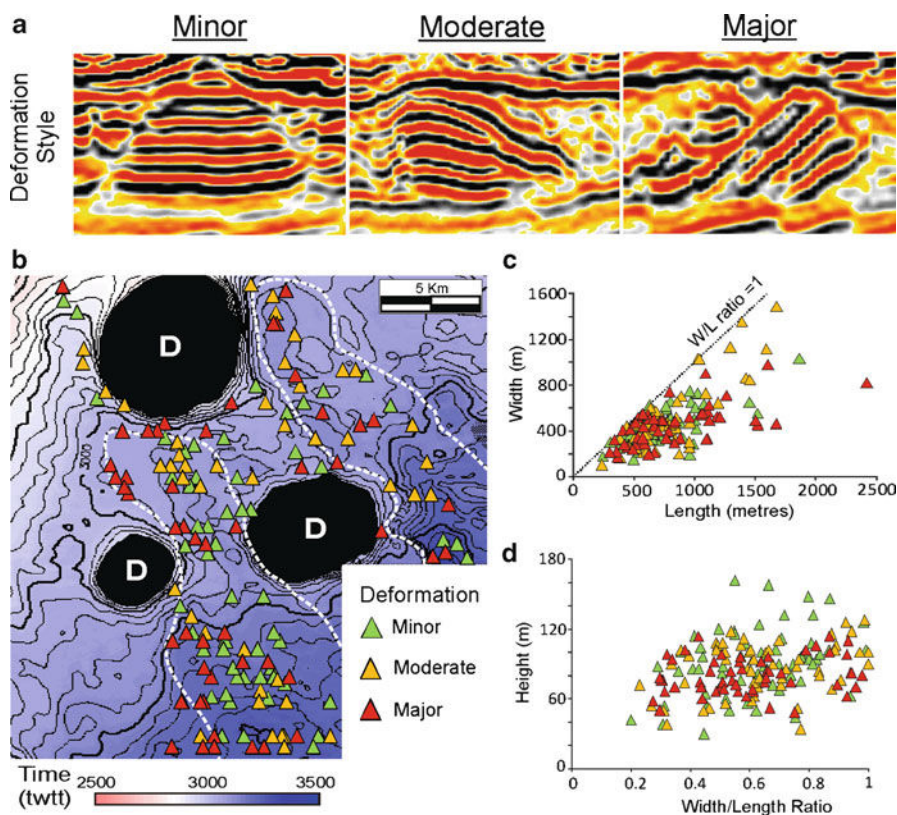 a
Minor Moderate Major
Deformation
Style
b
5 Km
D
D
D
3000
Deformation
Minor
Moderate
Major
Time
(twtt)
2500 3000 3500
c
W/L ratio =1
Width (m)
1600
1200
800
400
0
0 500 1000 1500 2000 2500
Length (metres)
d
Height (m)
180
120
60
0
0 0.2 0.4 0.6 0.8 1
Width/Length Ratio